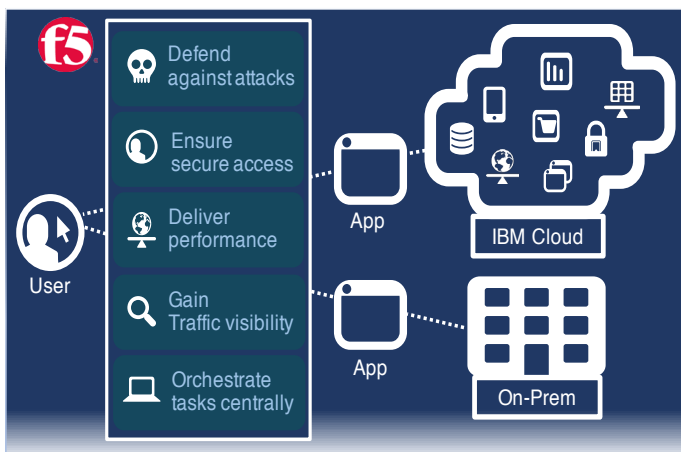 f5
Defend
against attacks
Ensure
secure access
Deliver
performance
Gain
Traffic visibility
Orchestrate
tasks centrally
User
App
App
IBM Cloud
On-Prem